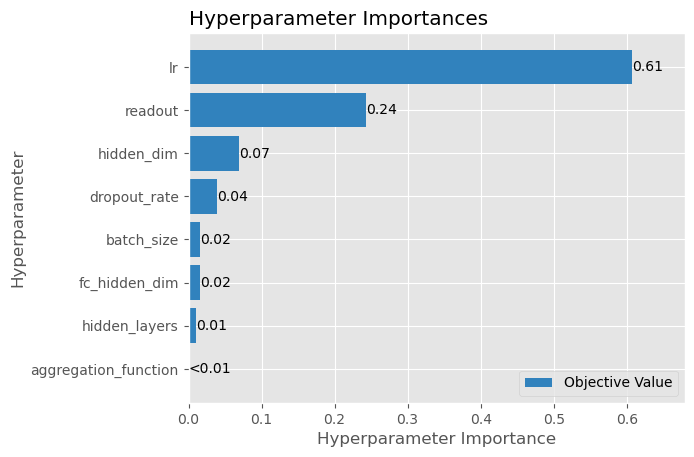 Hyperparameter Importances
Hyperparameter
lr
0.61
readout
0.24
hidden_dim
0.07
dropout_rate
0.04
batch_size
0.02
fc_hidden_dim
0.02
hidden_layers
0.01
aggregation_function
<0.01
Objective Value
0.0 0.1 0.2 0.3 0.4 0.5 0.6
Hyperparameter Importance